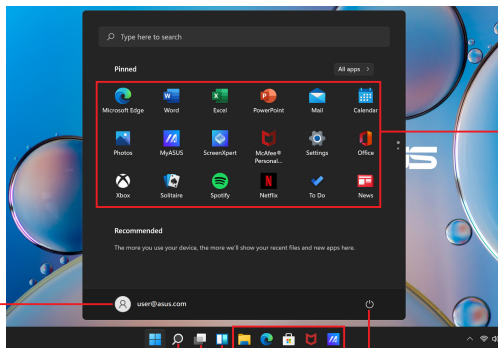 Type here to search
Pinned
All apps >
Microsoft Edge Word Excel PowerPoint Mail Calendar
Photos MyASUS ScreenXpert McAfee® Personal... Settings Office
Xbox Solitaire Spotify Netflix To Do News
Recommended
The more you use your device, the more we'll show your recent files and new apps here.
user@asus.com